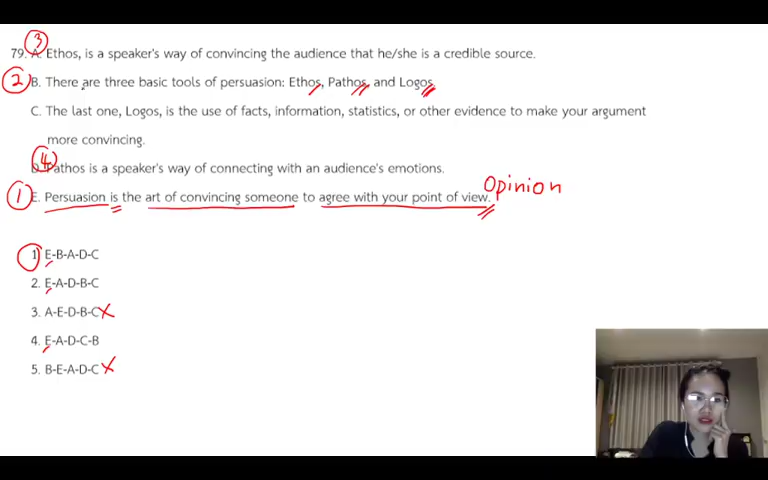 3
79. A. Ethos, is a speaker's way of convincing the audience that he/she is a credible source.
2 B. There are three basic tools of persuasion: Ethos, Pathos, and Logos.
C. The last one, Logos, is the use of facts, information, statistics, or other evidence to make your argument
more convincing.
4
D. Pathos is a speaker's way of connecting with an audience's emotions.
Opinion
1 E. Persuasion is the art of convincing someone to agree with your point of view.
1. E-B-A-D-C
2. E-A-D-B-C
3. A-E-D-B-C X
4. E-A-D-C-B
5. B-E-A-D-C X